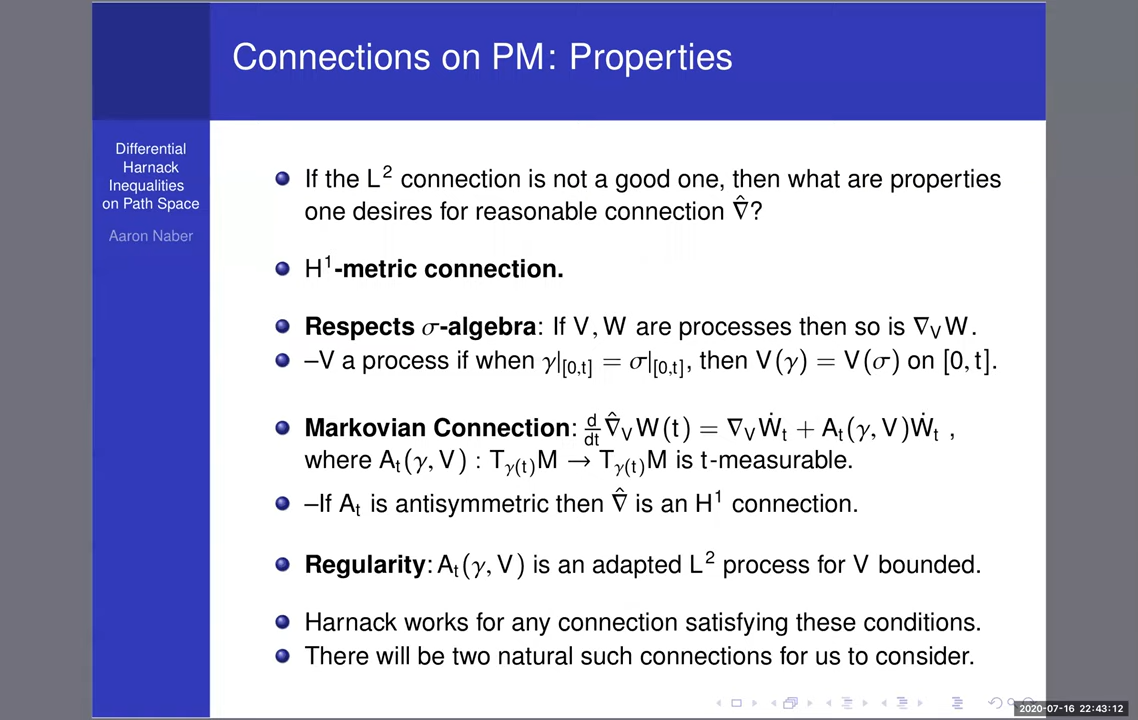 Connections on PM: Properties
Differential
Harnack
Inequalities
on Path Space
Aaron Naber
If the L² connection is not a good one, then what are properties
one desires for reasonable connection ∇̂?
H¹-metric connection.
Respects σ-algebra: If V, W are processes then so is ∇_V W.
–V a process if when γ|_[0,t] = σ|_[0,t], then V(γ) = V(σ) on [0, t].
Markovian Connection: d/dt ∇̂_V W(t) = ∇_V Ẇ_t + A_t(γ, V)Ẇ_t ,
where A_t(γ, V) : T_γ(t)M → T_γ(t)M is t-measurable.
–If A_t is antisymmetric then ∇̂ is an H¹ connection.
Regularity: A_t(γ, V) is an adapted L² process for V bounded.
Harnack works for any connection satisfying these conditions.
There will be two natural such connections for us to consider.
2020-07-16 22:43:12